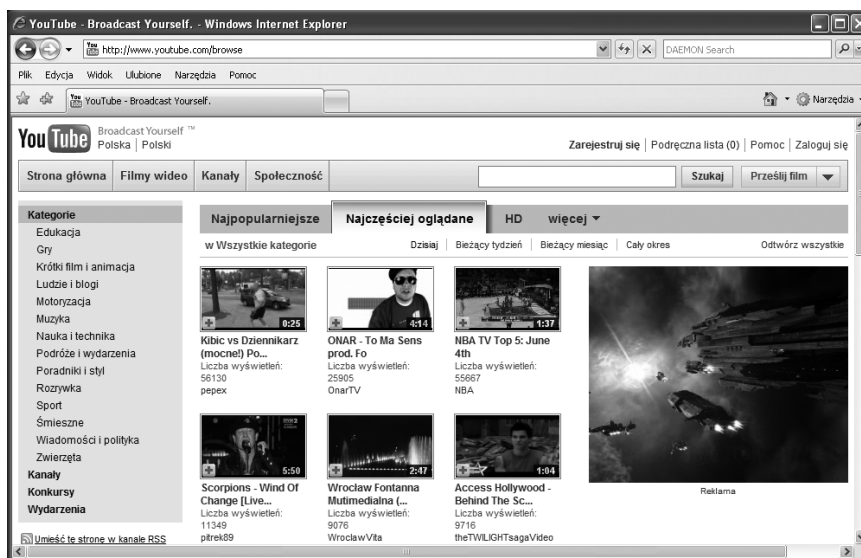 YouTube - Broadcast Yourself. - Windows Internet Explorer
http://www.youtube.com/browse
DAEMON Search
Plik Edycja Widok Ulubione Narzędzia Pomoc
YouTube - Broadcast Yourself.
Narzędzia
YouTube
Broadcast Yourself ™
Polska | Polski
Zarejestruj się | Podręczna lista (0) | Pomoc | Zaloguj się
Strona główna Filmy wideo Kanały Społeczność
Szukaj
Prześlij film
Kategorie
Edukacja
Gry
Krótki film i animacja
Ludzie i blogi
Motoryzacja
Muzyka
Nauka i technika
Podróże i wydarzenia
Poradniki i styl
Rozrywka
Sport
Śmieszne
Wiadomości i polityka
Zwierzęta
Kanały
Konkursy
Wydarzenia
Umieść tę stronę w kanale RSS
Najpopularniejsze Najczęściej oglądane HD więcej
w Wszystkie kategorie
Dzisiaj | Bieżący tydzień | Bieżący miesiąc | Cały okres
Odtwórz wszystkie
0:25
Kibic vs Dziennikarz
(mocne!) Po...
Liczba wyświetleń:
56130
pepex
4:14
ONAR - To Ma Sens
prod. Fo
Liczba wyświetleń:
25905
OnarTV
1:37
NBA TV Top 5: June
4th
Liczba wyświetleń:
55667
NBA
5:50
Scorpions - Wind Of
Change [Live...
Liczba wyświetleń:
11349
pitrek89
2:47
Wrocław Fontanna
Mutimedialna (...
Liczba wyświetleń:
9076
WroclawVita
1:04
Access Hollywood -
Behind The Sc...
Liczba wyświetleń:
9716
theTWILIGHTsagaVideo
Reklama